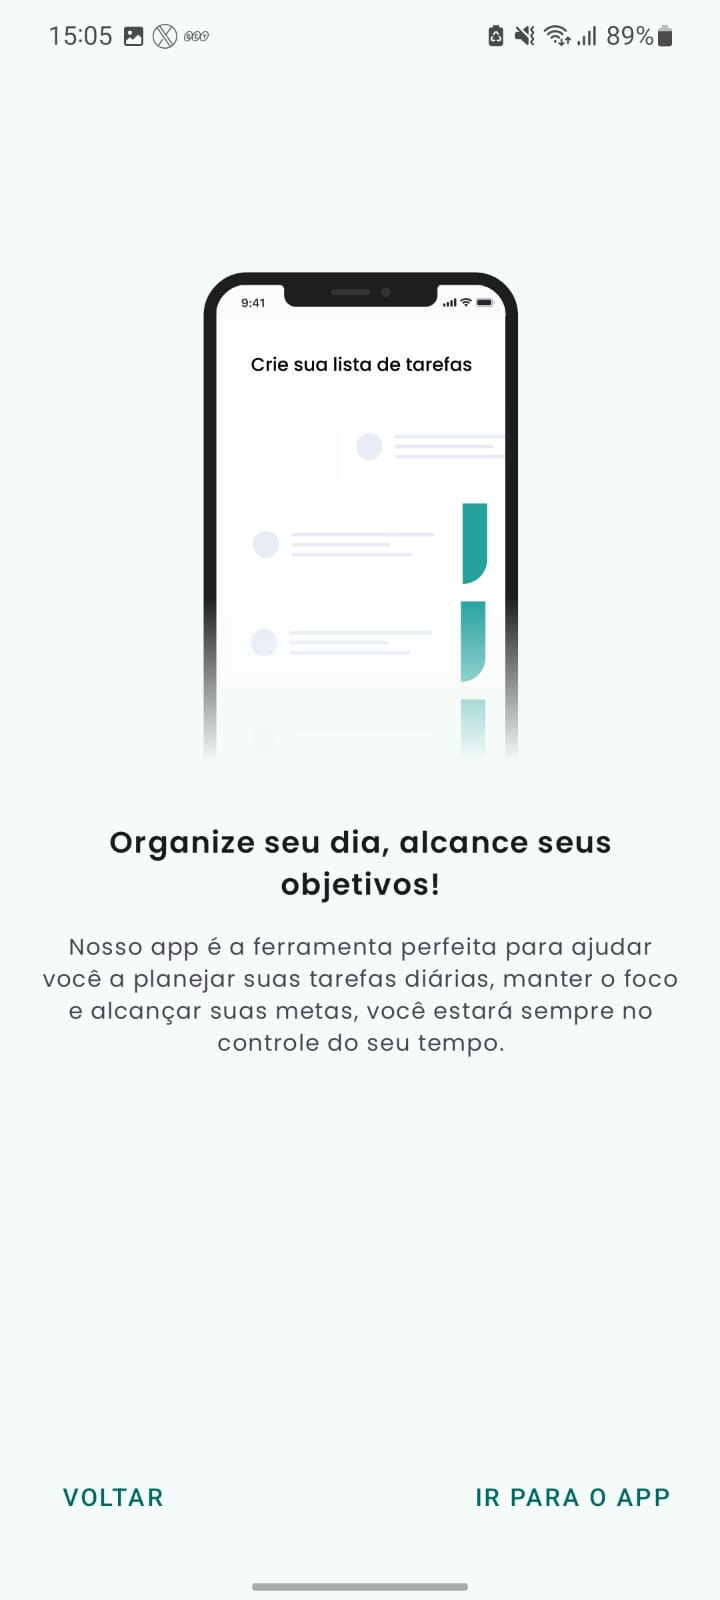 15:05
89%
9:41
Crie sua lista de tarefas
Organize seu dia, alcance seus
objetivos!
Nosso app é a ferramenta perfeita para ajudar
você a planejar suas tarefas diárias, manter o foco
e alcançar suas metas, você estará sempre no
controle do seu tempo.
VOLTAR
IR PARA O APP